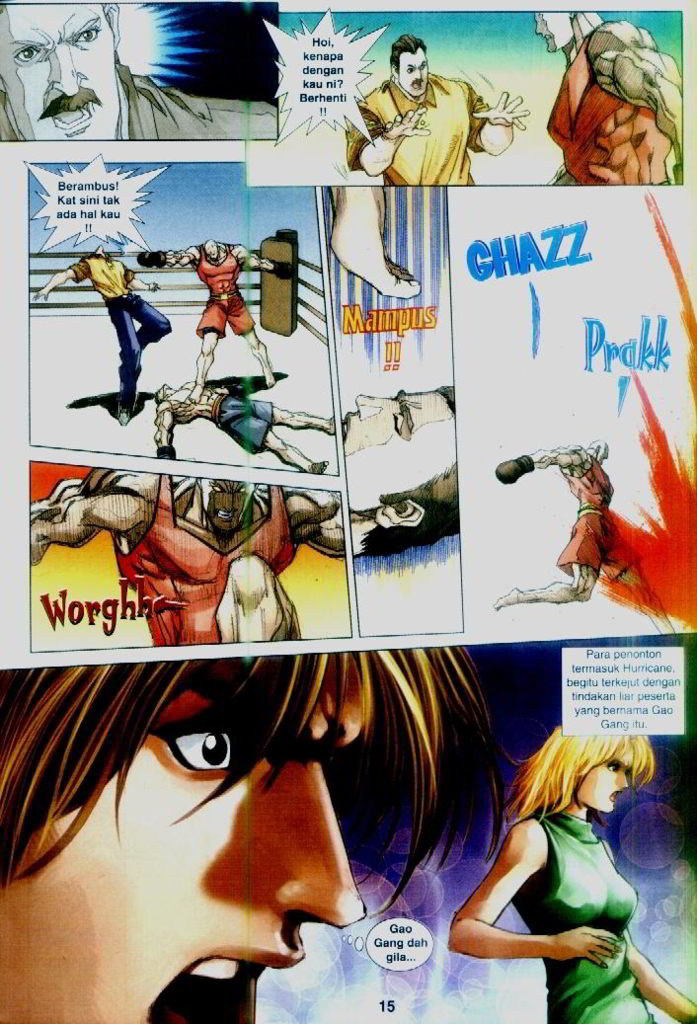 Hoi,
kenapa
dengan
kau ni?
Berhenti
!!
Berambus!
Kat sini tak
ada hal kau
!!
Mampus
!!
GHAZZ
Prakk
!
Worghh
Para penonton
termasuk Hurricane,
begitu terkejut dengan
tindakan liar peserta
yang bernama Gao
Gang itu.
Gao
Gang dah
gila...
15